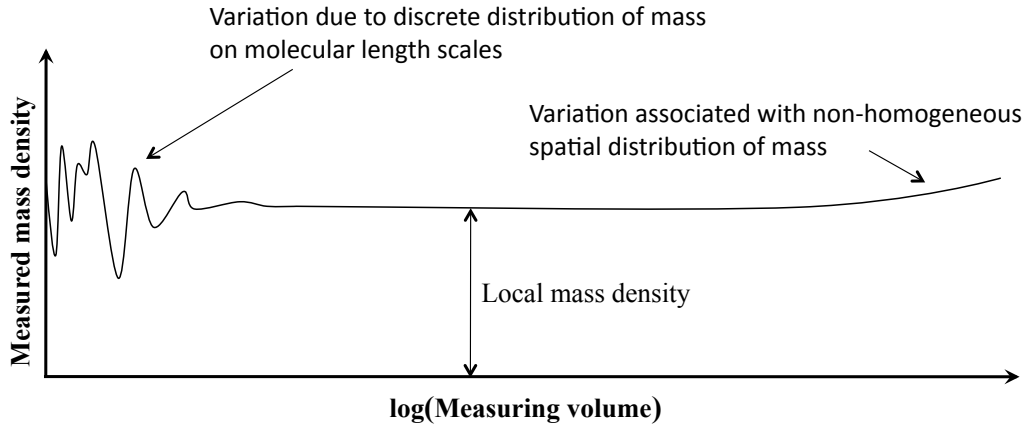 Variation due to discrete distribution of mass
on molecular length scales
Variation associated with non-homogeneous
spatial distribution of mass
Measured mass density
Local mass density
log(Measuring volume)